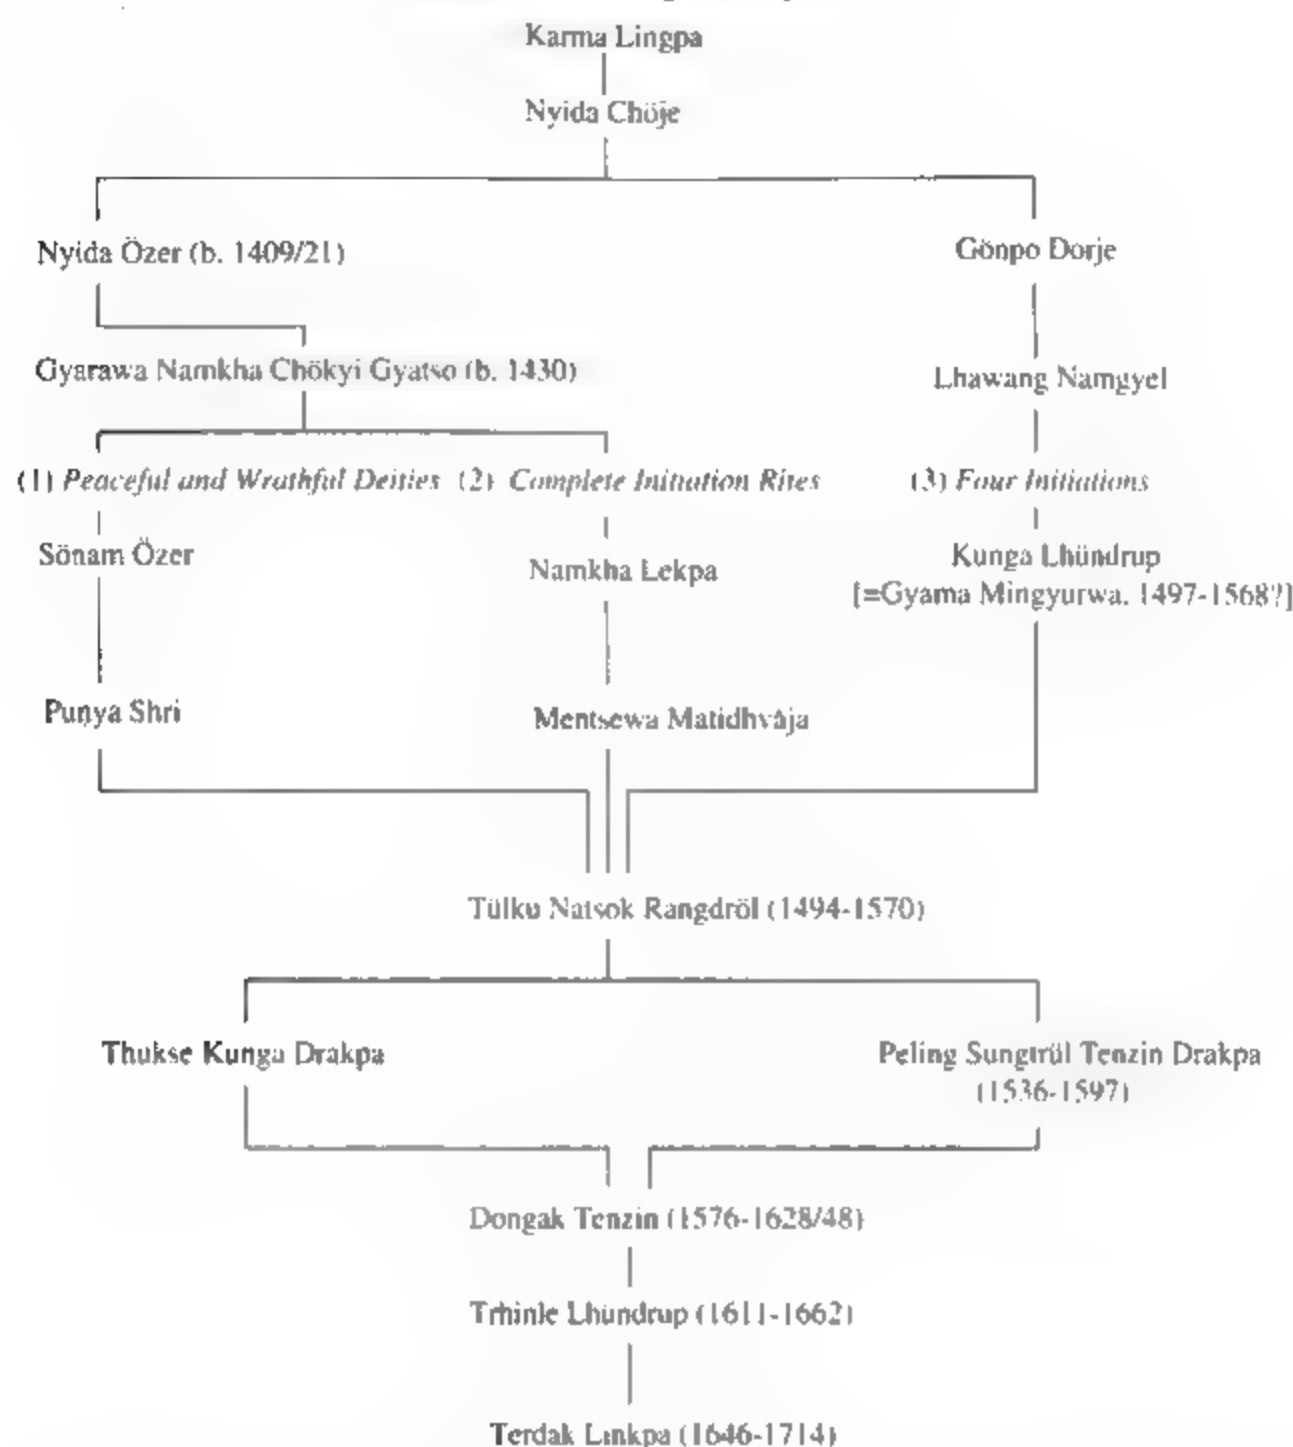 Karma Lingpa
Nyida Chöje
Nyida Özer (b. 1409/21)
Gönpo Dorje
Gyarawa Namkha Chökyi Gyatso (b. 1430)
Lhawang Namgyel
(1) Peaceful and Wrathful Deities (2) Complete Initiation Rites (3) Four Initiations
Sönam Özer
Namkha Lekpa
Kunga Lhündrup
[=Gyama Mingyurwa. 1497-1568?]
Puṇya Shri
Mentsewa Matidhvāja
Tülku Natsok Rangdröl (1494-1570)
Thukse Kunga Drakpa
Peling Sungtrül Tenzin Drakpa
(1536-1597)
Dongak Tenzin (1576-1628/48)
Trhinle Lhundrup (1611-1662)
Terdak Linkpa (1646-1714)